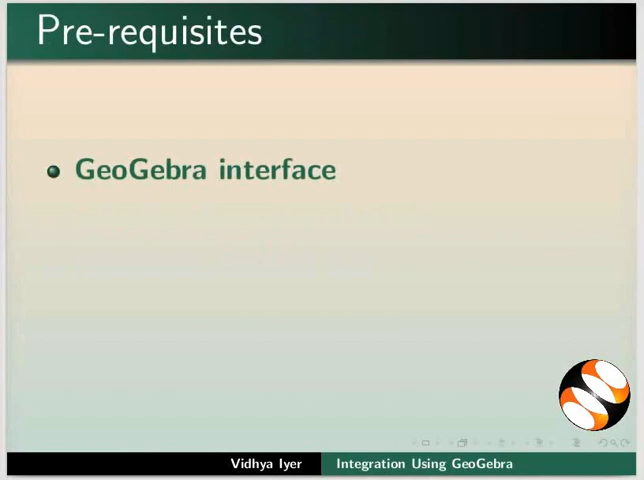 Pre-requisites
GeoGebra interface
Vidhya Iyer
Integration Using GeoGebra